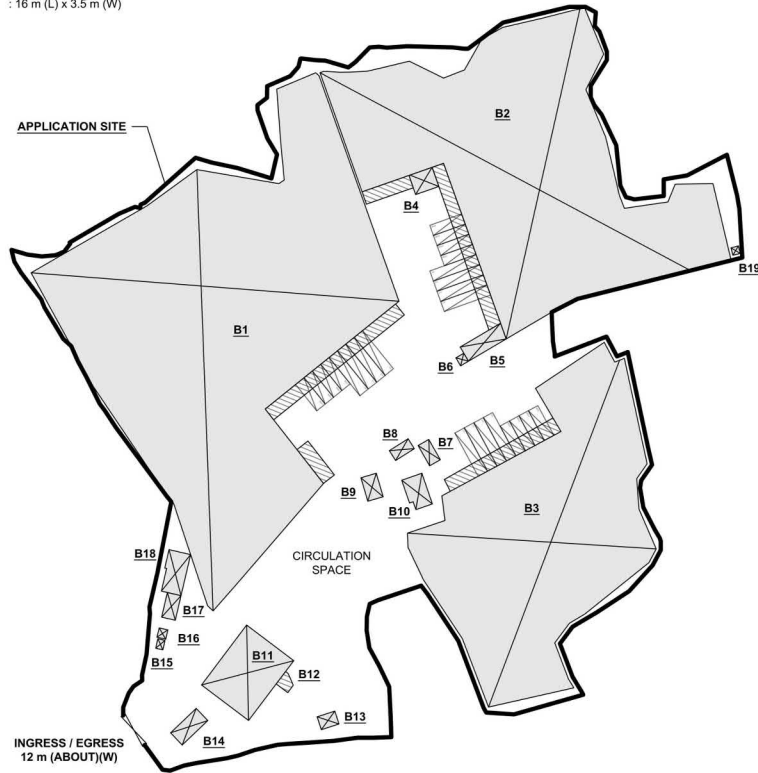 : 16 m (L) x 3.5 m (W)
APPLICATION SITE
B2
B4
B19
B1
B6
B5
B8
B7
B9
B10
B3
CIRCULATION
SPACE
B18
B17
B16
B15
B11
B12
B13
B14
INGRESS / EGRESS
12 m (ABOUT)(W)